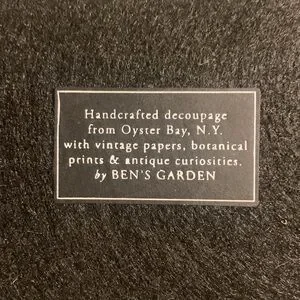 Handcrafted decoupage
from Oyster Bay, N.Y.
with vintage papers, botanical
prints & antique curiosities.
by BEN'S GARDEN